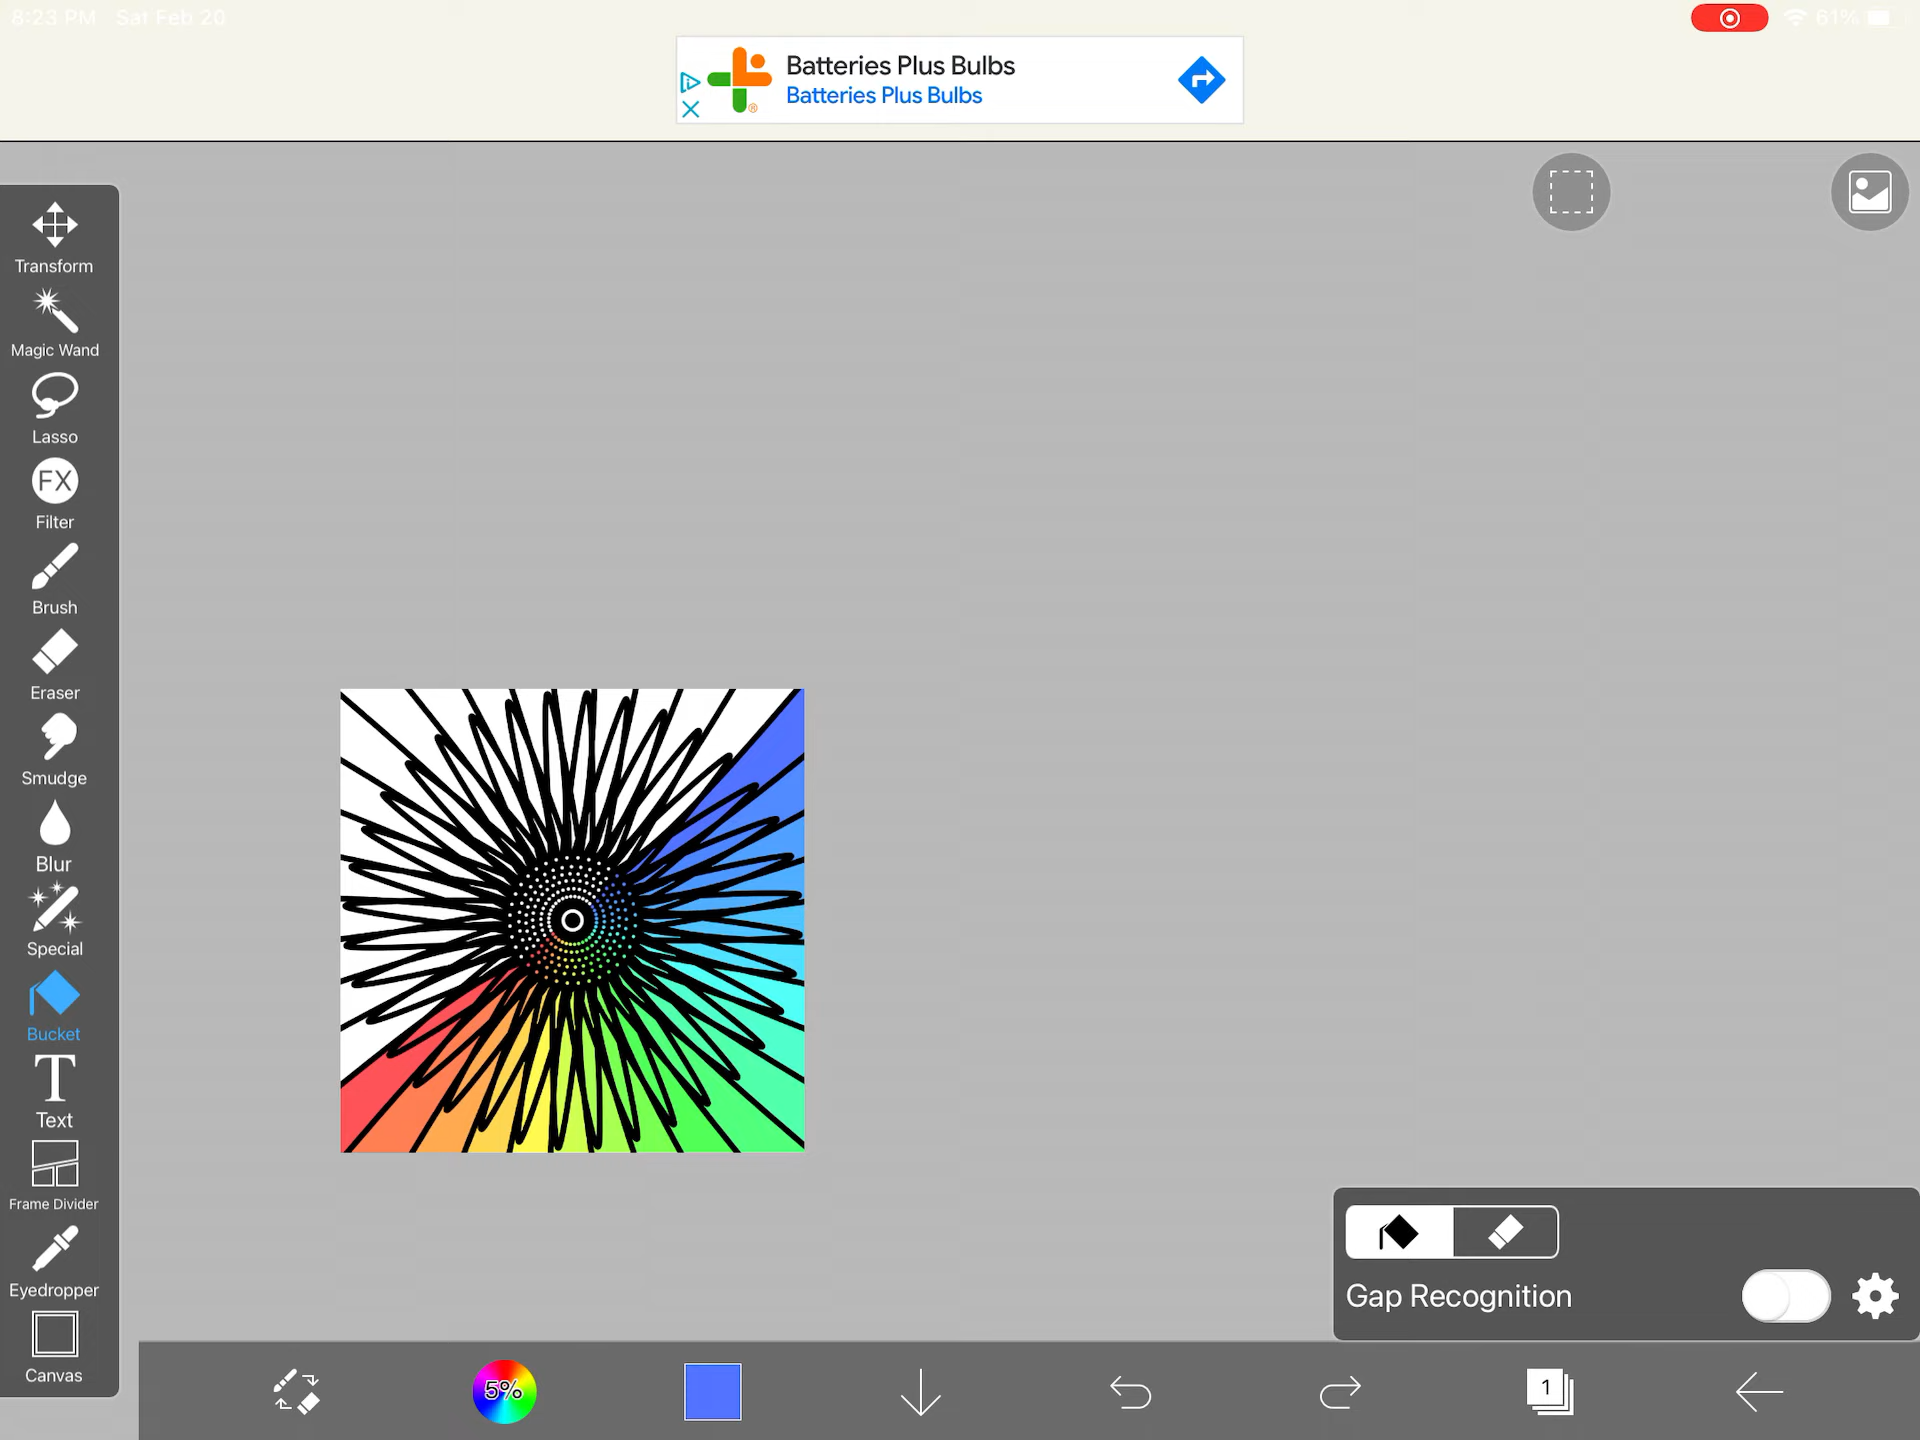 8:23 PM Sat Feb 20
61%
Batteries Plus Bulbs
Batteries Plus Bulbs
Transform
Magic Wand
Lasso
FX
Filter
Brush
Eraser
Smudge
Blur
Special
Bucket
T
Text
Frame Divider
Eyedropper
Canvas
Gap Recognition
5%
1